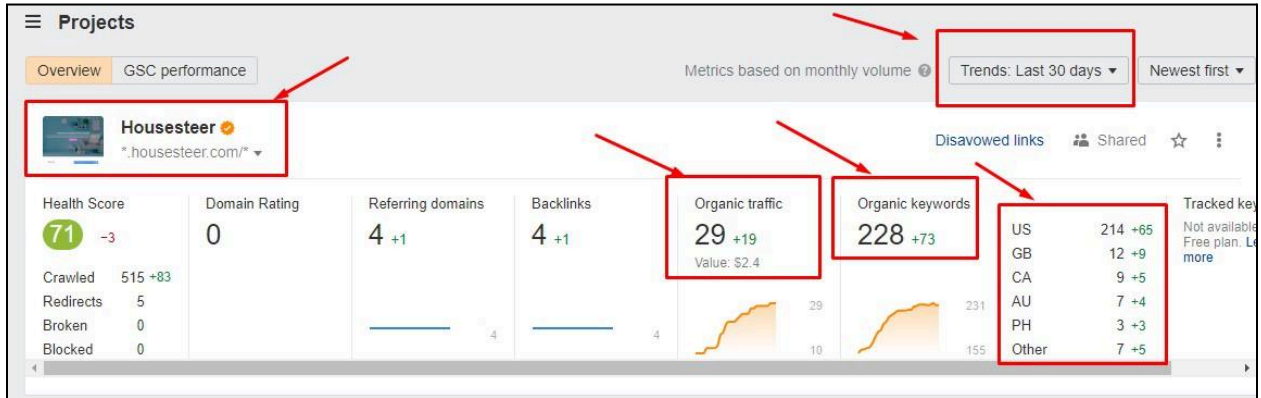 Projects
Overview GSC performance Metrics based on monthly volume Trends: Last 30 days Newest first
Housesteer
*.housesteer.com/*
Disavowed links Shared
Health Score Domain Rating Referring domains Backlinks Organic traffic Organic keywords Tracked key
71 -3 0 4 +1 4 +1 29 +19 228 +73
Value: $2.4
US 214 +65
GB 12 +9
CA 9 +5
AU 7 +4
PH 3 +3
Other 7 +5
Not available
Free plan. Le
more
Crawled 515 +83
Redirects 5
Broken 0
Blocked 0
4
4
29
10
231
155